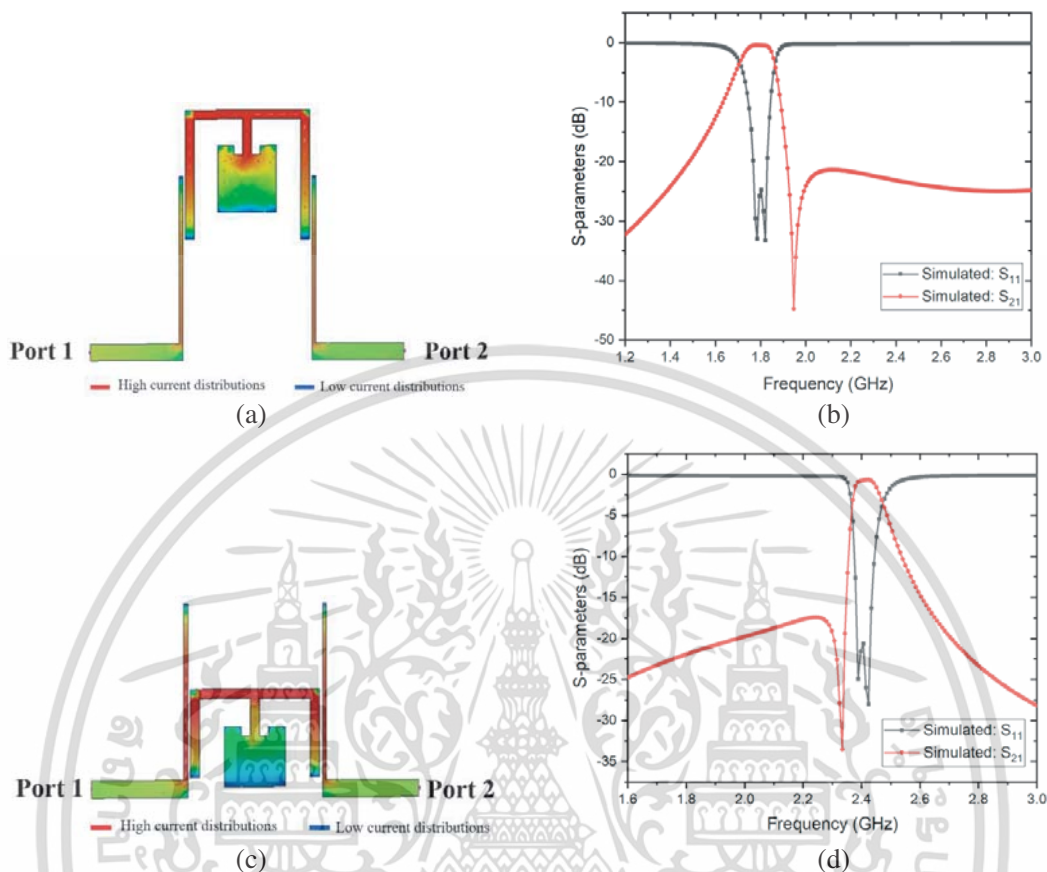 Port 1
Port 2
High current distributions
Low current distributions
(a)
0
-10
-20
-30
-40
-50
S-parameters (dB)
Simulated: S11
Simulated: S21
1.2 1.4 1.6 1.8 2.0 2.2 2.4 2.6 2.8 3.0
Frequency (GHz)
(b)
Port 1
Port 2
High current distributions
Low current distributions
(c)
0
-5
-10
-15
-20
-25
-30
-35
S-parameters (dB)
Simulated: S11
Simulated: S21
1.6 1.8 2.0 2.2 2.4 2.6 2.8 3.0
Frequency (GHz)
(d)